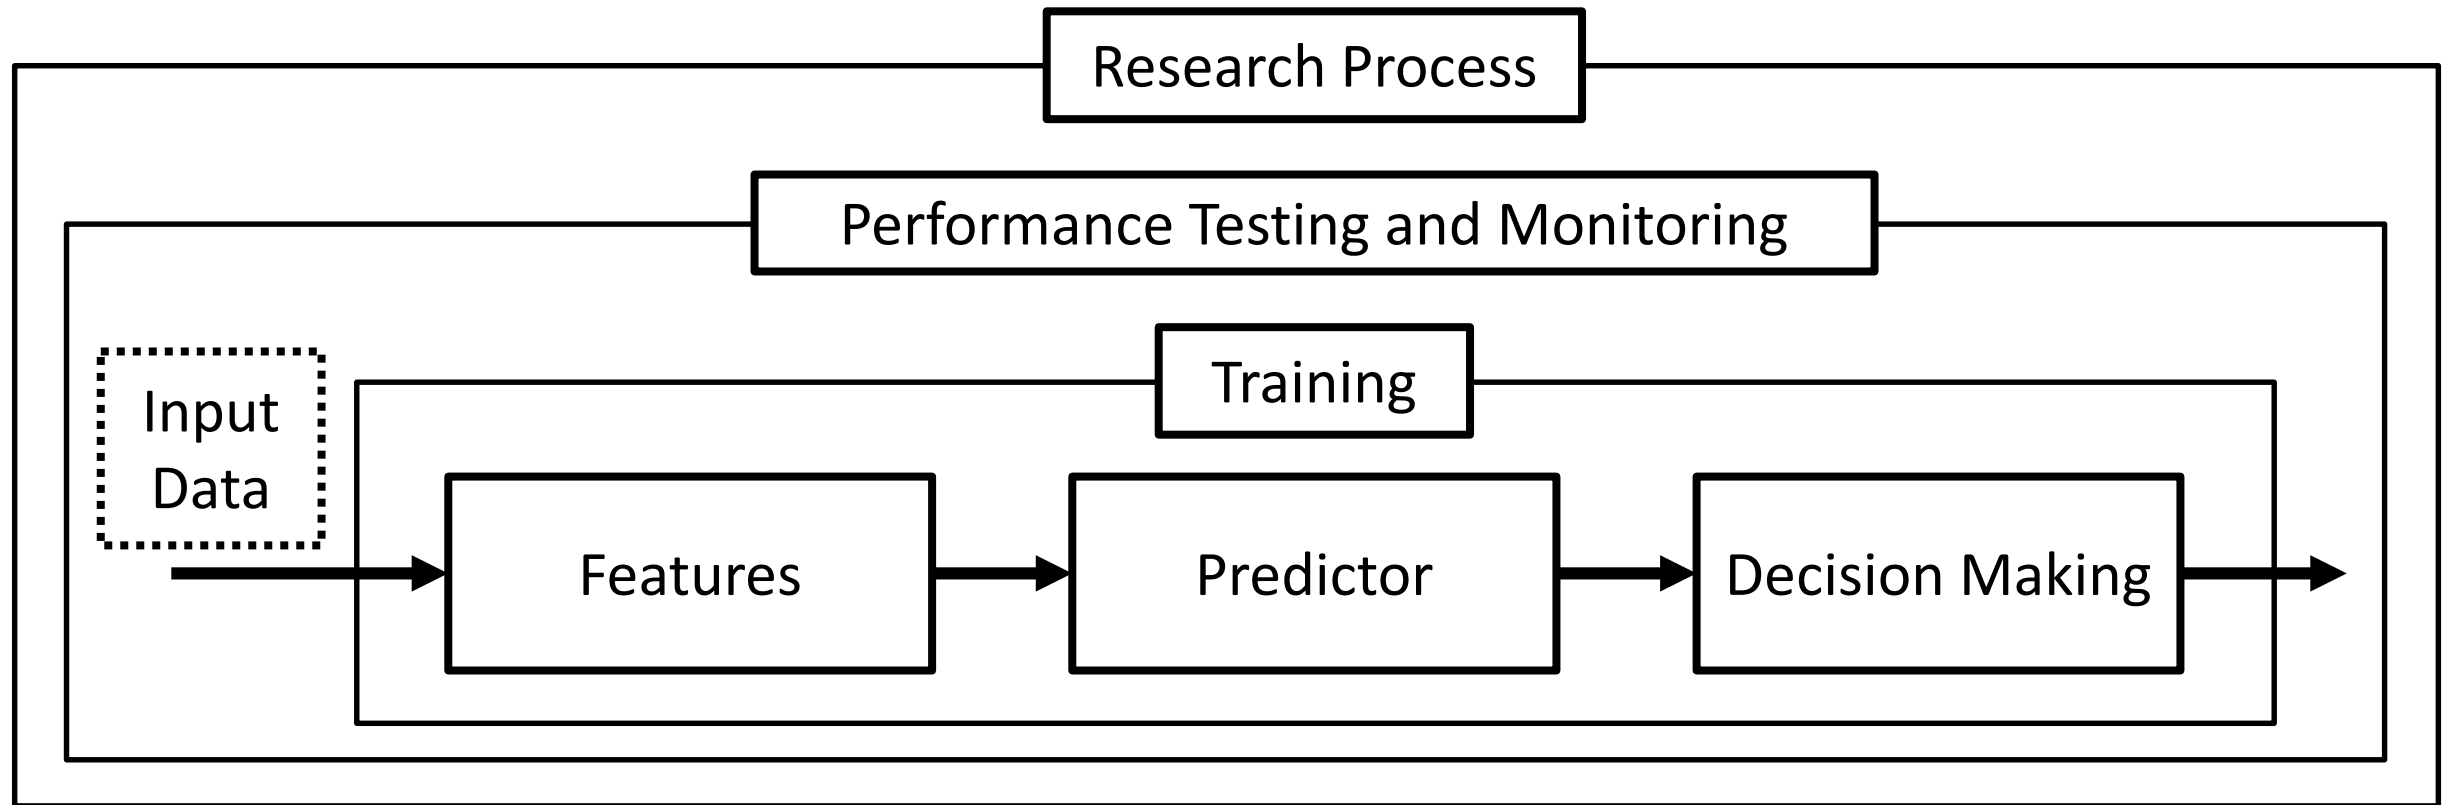 Research Process
Performance Testing and Monitoring
Training
Input
Data
Features
Predictor
Decision Making